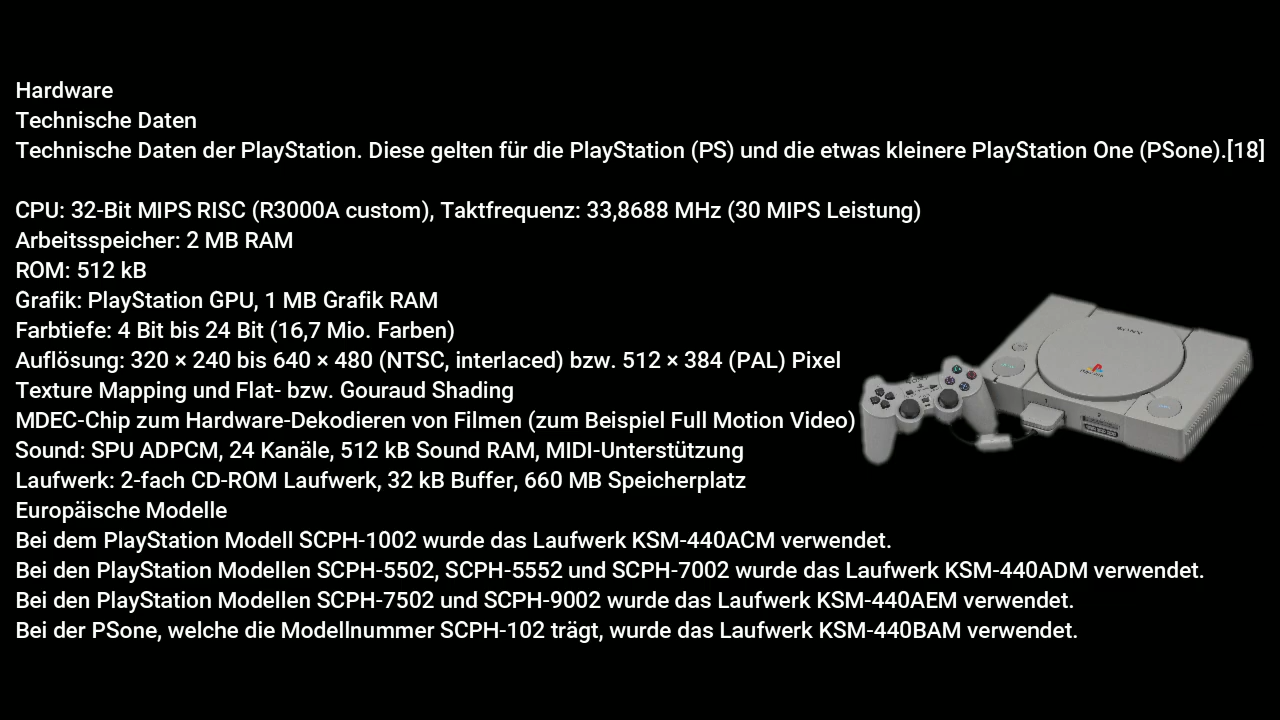 Hardware
Technische Daten
Technische Daten der PlayStation. Diese gelten für die PlayStation (PS) und die etwas kleinere PlayStation One (PSone).[18]
CPU: 32-Bit MIPS RISC (R3000A custom), Taktfrequenz: 33,8688 MHz (30 MIPS Leistung)
Arbeitsspeicher: 2 MB RAM
ROM: 512 kB
Grafik: PlayStation GPU, 1 MB Grafik RAM
Farbtiefe: 4 Bit bis 24 Bit (16,7 Mio. Farben)
Auflösung: 320 × 240 bis 640 × 480 (NTSC, interlaced) bzw. 512 × 384 (PAL) Pixel
Texture Mapping und Flat- bzw. Gouraud Shading
MDEC-Chip zum Hardware-Dekodieren von Filmen (zum Beispiel Full Motion Video)
Sound: SPU ADPCM, 24 Kanäle, 512 kB Sound RAM, MIDI-Unterstützung
Laufwerk: 2-fach CD-ROM Laufwerk, 32 kB Buffer, 660 MB Speicherplatz
Europäische Modelle
Bei dem PlayStation Modell SCPH-1002 wurde das Laufwerk KSM-440ACM verwendet.
Bei den PlayStation Modellen SCPH-5502, SCPH-5552 und SCPH-7002 wurde das Laufwerk KSM-440ADM verwendet.
Bei den PlayStation Modellen SCPH-7502 und SCPH-9002 wurde das Laufwerk KSM-440AEM verwendet.
Bei der PSone, welche die Modellnummer SCPH-102 trägt, wurde das Laufwerk KSM-440BAM verwendet.
SONY